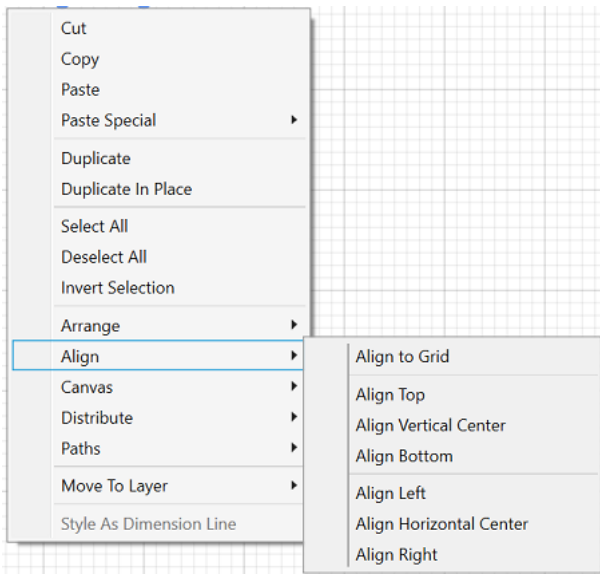 Cut
Copy
Paste
Paste Special
Duplicate
Duplicate In Place
Select All
Deselect All
Invert Selection
Arrange
Align
Canvas
Distribute
Paths
Move To Layer
Style As Dimension Line
Align to Grid
Align Top
Align Vertical Center
Align Bottom
Align Left
Align Horizontal Center
Align Right